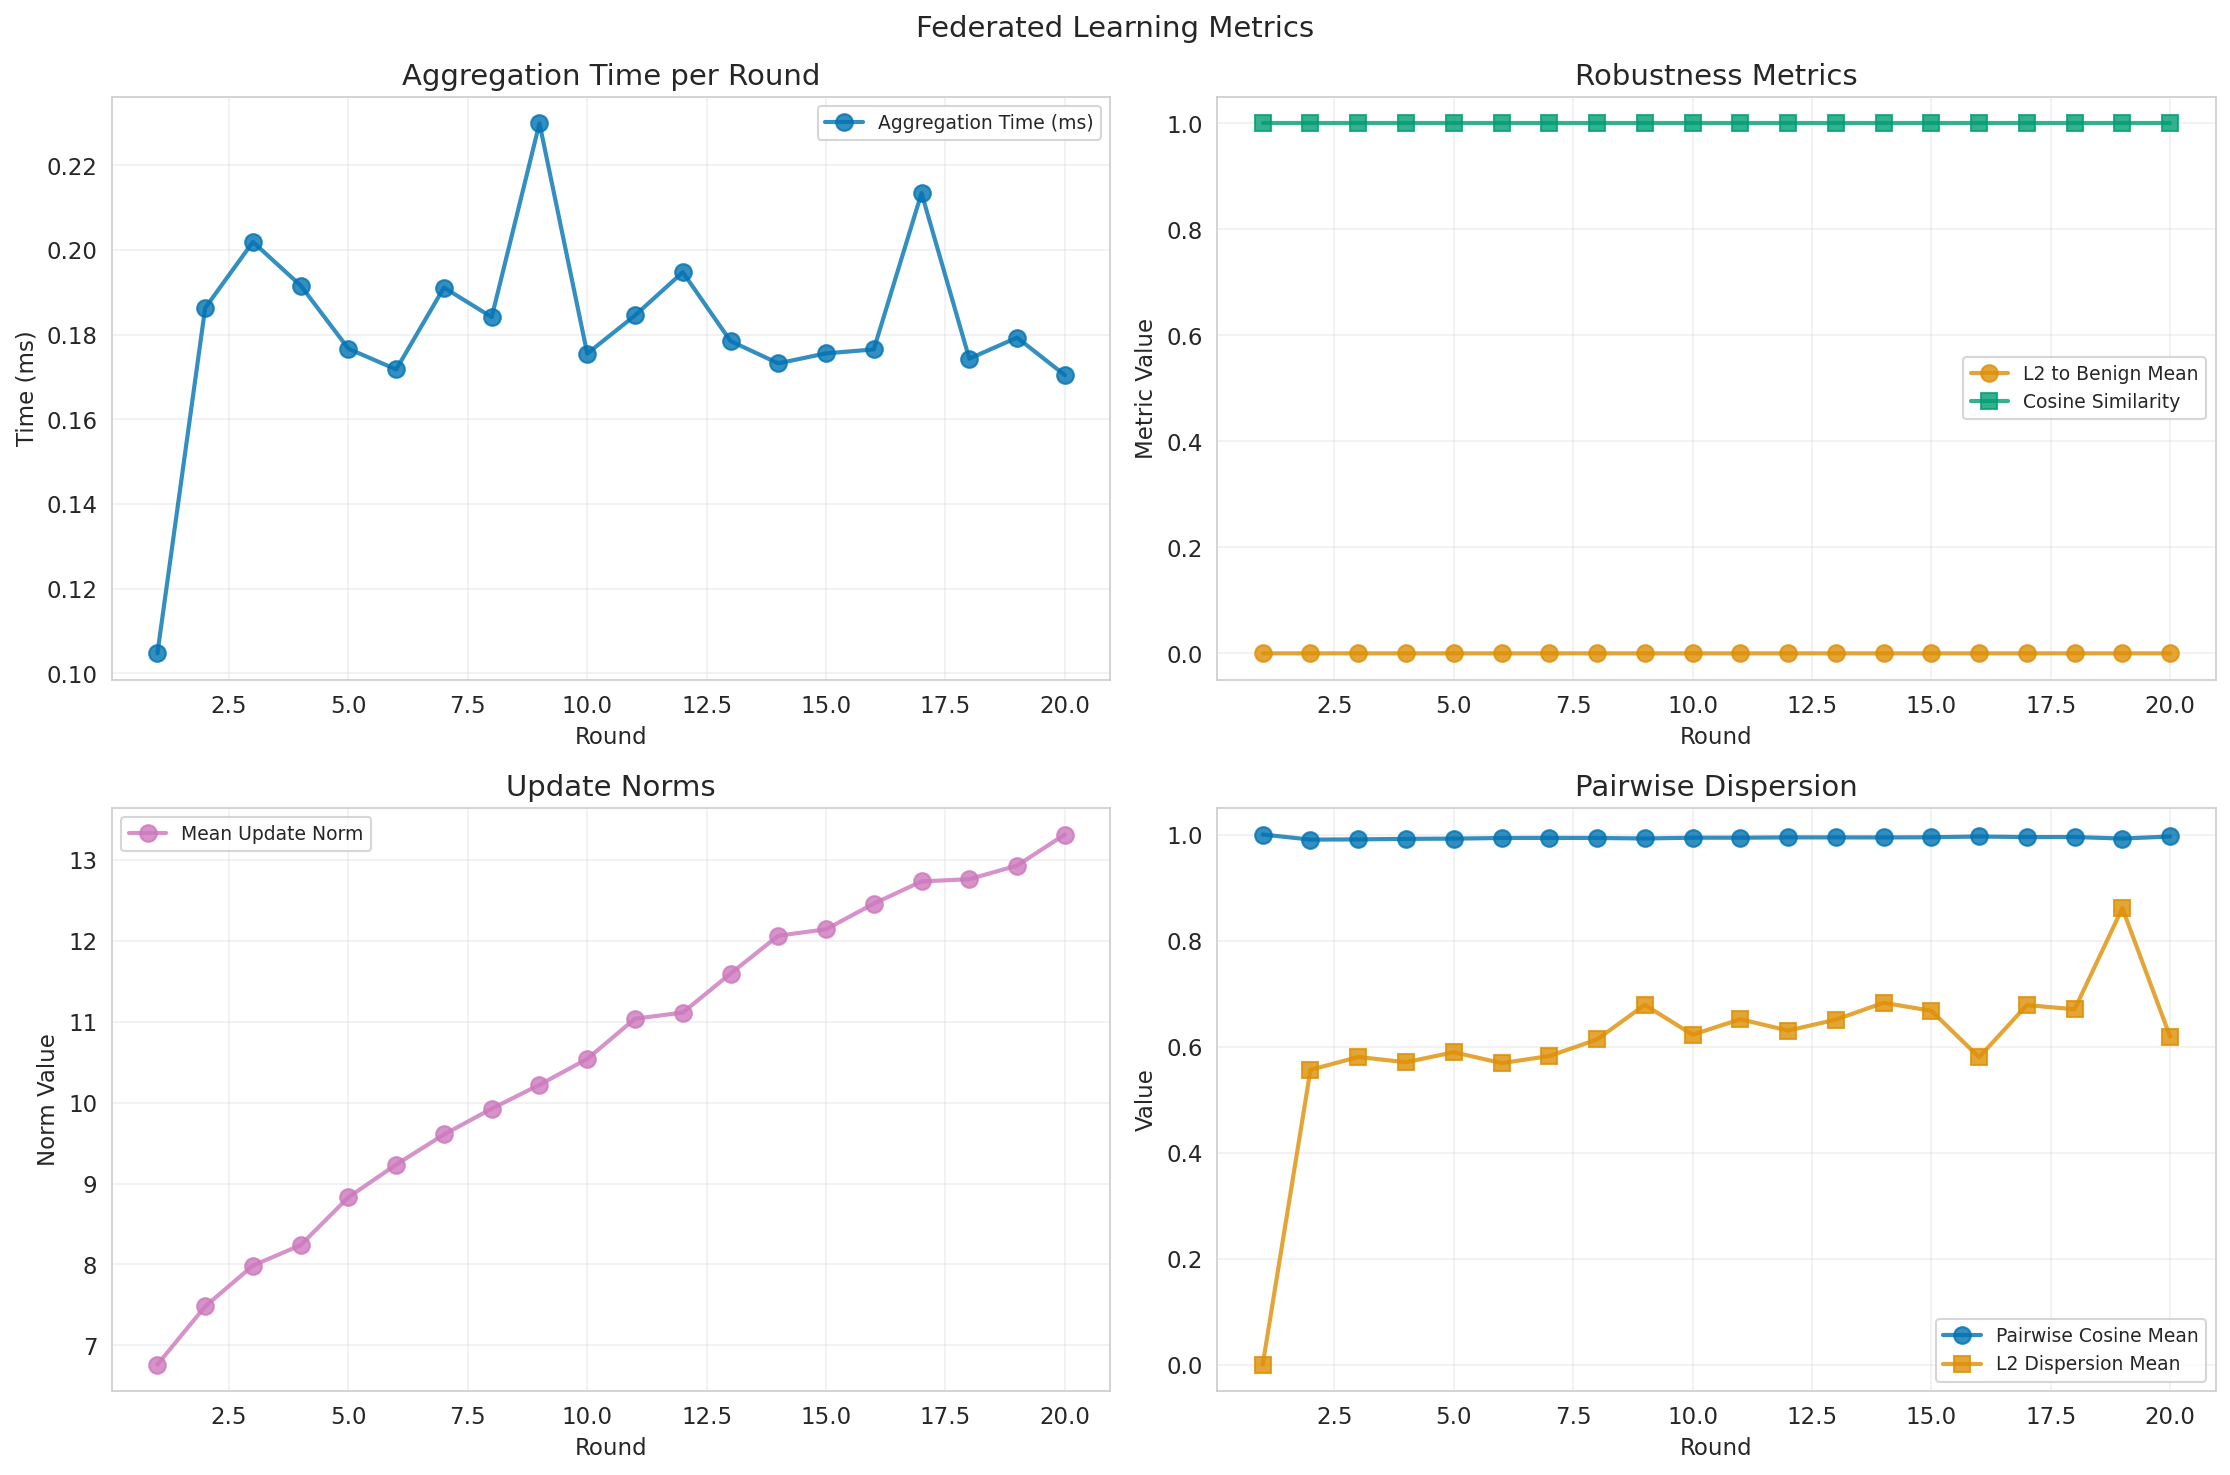 Federated Learning Metrics
Aggregation Time per Round
Aggregation Time (ms)
Time (ms)
0.22
0.20
0.18
0.16
0.14
0.12
0.10
2.5 5.0 7.5 10.0 12.5 15.0 17.5 20.0
Round
Robustness Metrics
L2 to Benign Mean
Cosine Similarity
Metric Value
1.0
0.8
0.6
0.4
0.2
0.0
2.5 5.0 7.5 10.0 12.5 15.0 17.5 20.0
Round
Update Norms
Mean Update Norm
Norm Value
13
12
11
10
9
8
7
2.5 5.0 7.5 10.0 12.5 15.0 17.5 20.0
Round
Pairwise Dispersion
Value
1.0
0.8
0.6
0.4
0.2
0.0
Pairwise Cosine Mean
L2 Dispersion Mean
2.5 5.0 7.5 10.0 12.5 15.0 17.5 20.0
Round